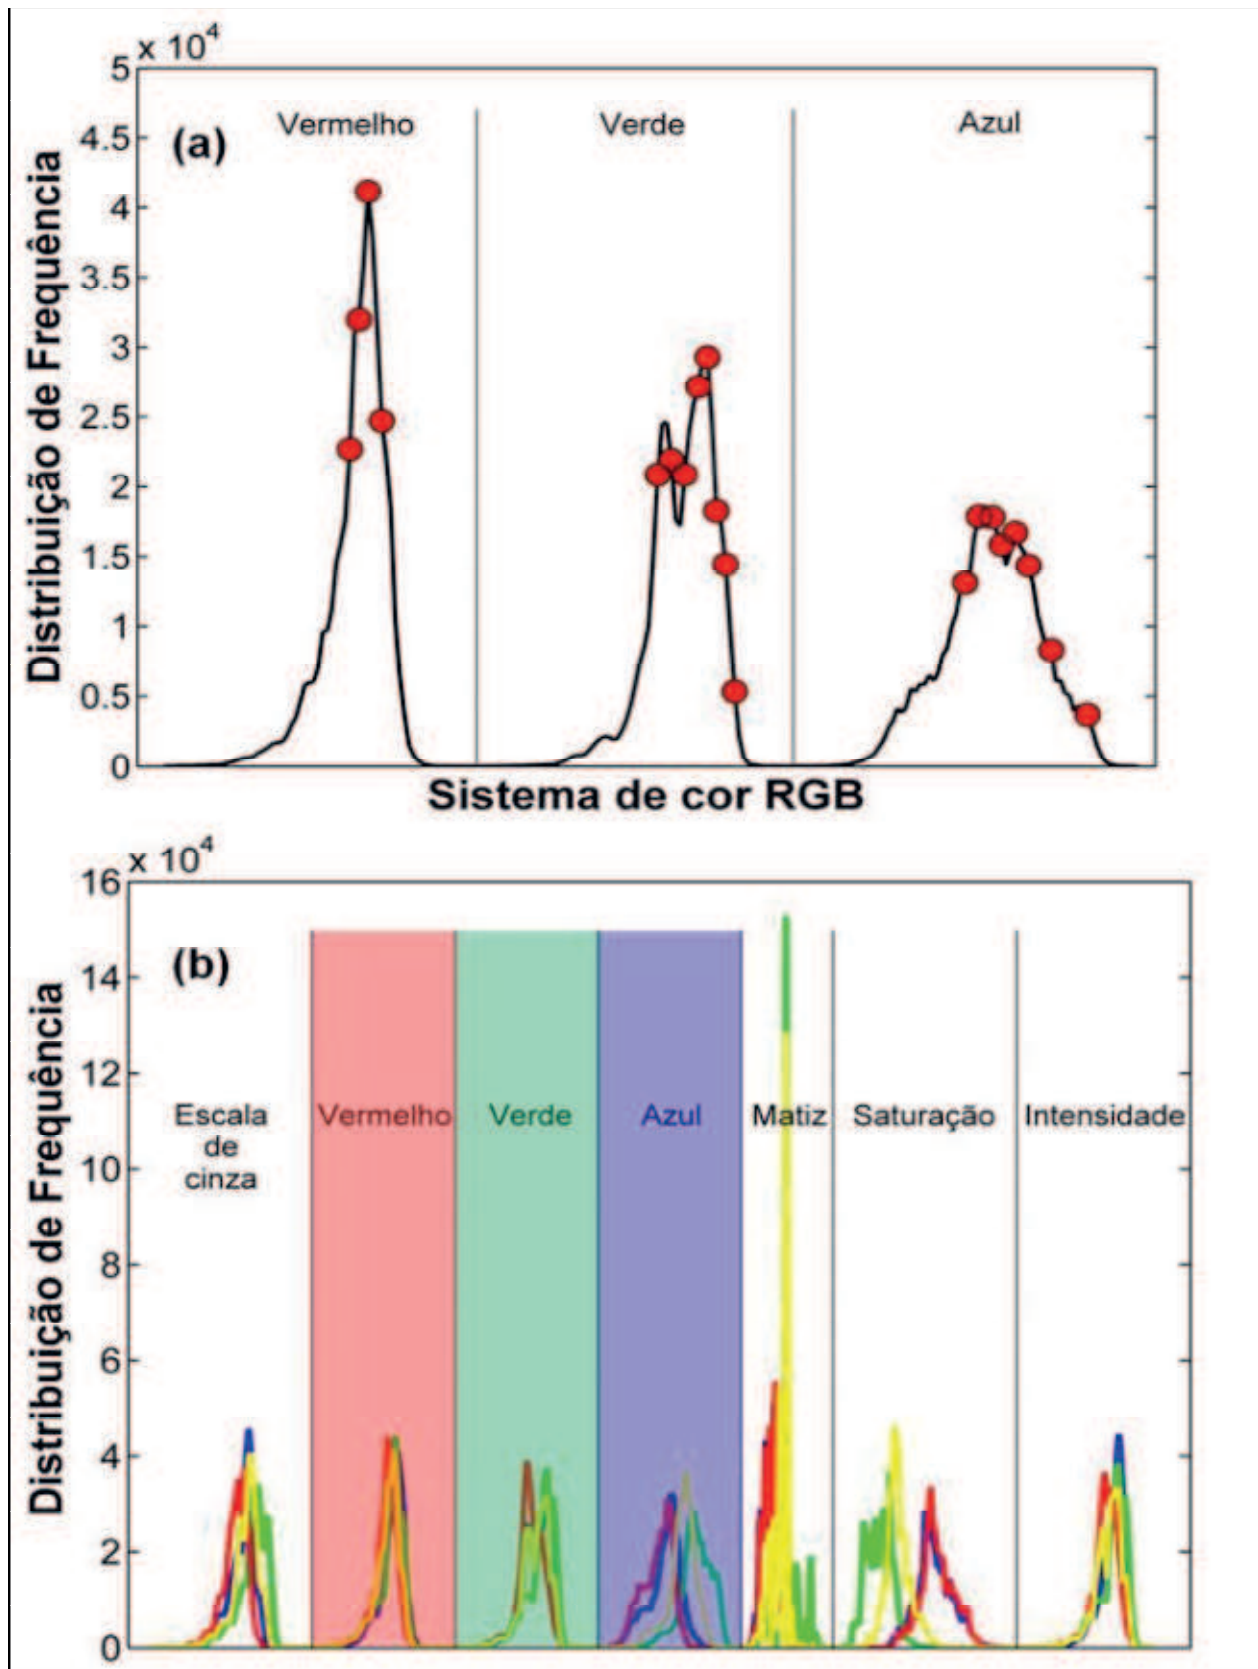 x 10⁴
5
4.5
4
3.5
3
2.5
2
1.5
1
0.5
0
Distribuição de Frequência
(a)
Vermelho
Verde
Azul
Sistema de cor RGB
x 10⁴
16
14
12
10
8
6
4
2
0
Distribuição de Frequência
(b)
Escala
de
cinza
Vermelho
Verde
Azul
Matiz
Saturação
Intensidade